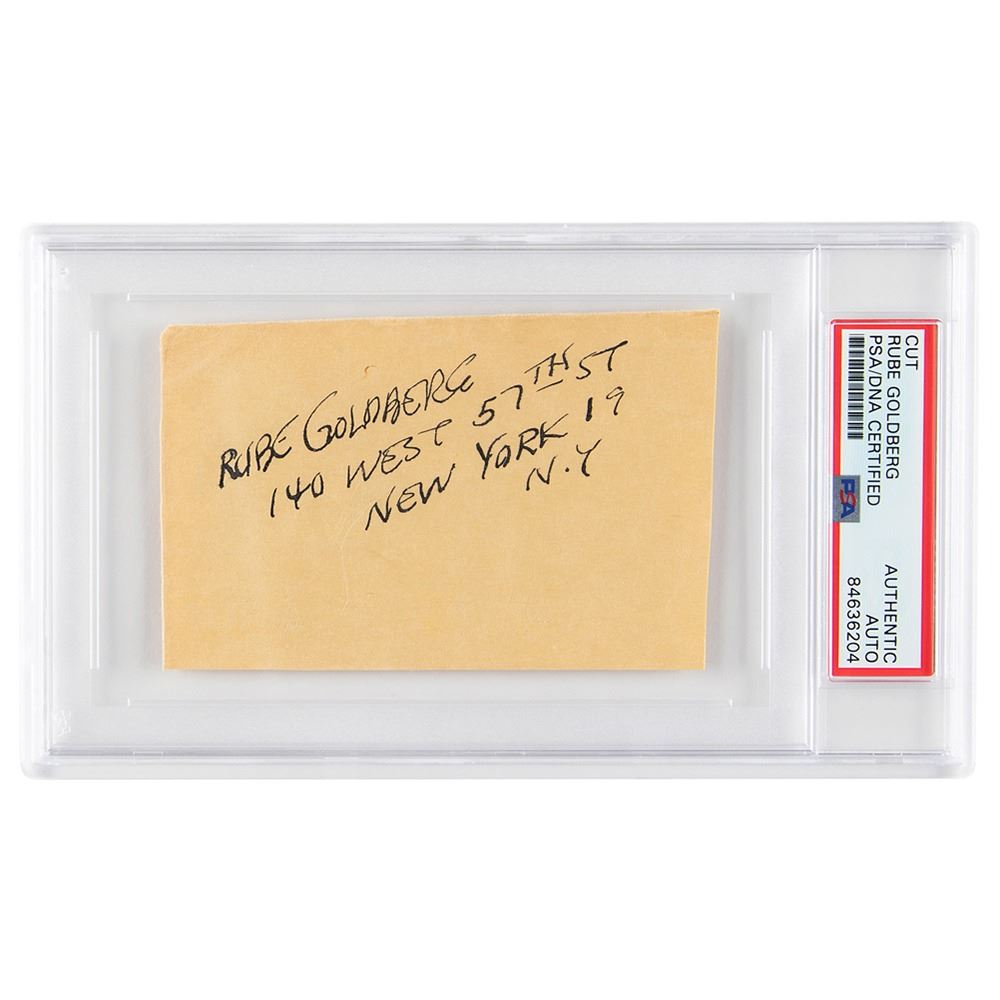 RUBE GOLDBERG
140 WEST 57TH ST
NEW YORK 19
N.Y
CUT
RUBE GOLDBERG
PSA/DNA CERTIFIED
PSA
AUTHENTIC
AUTO
84636204